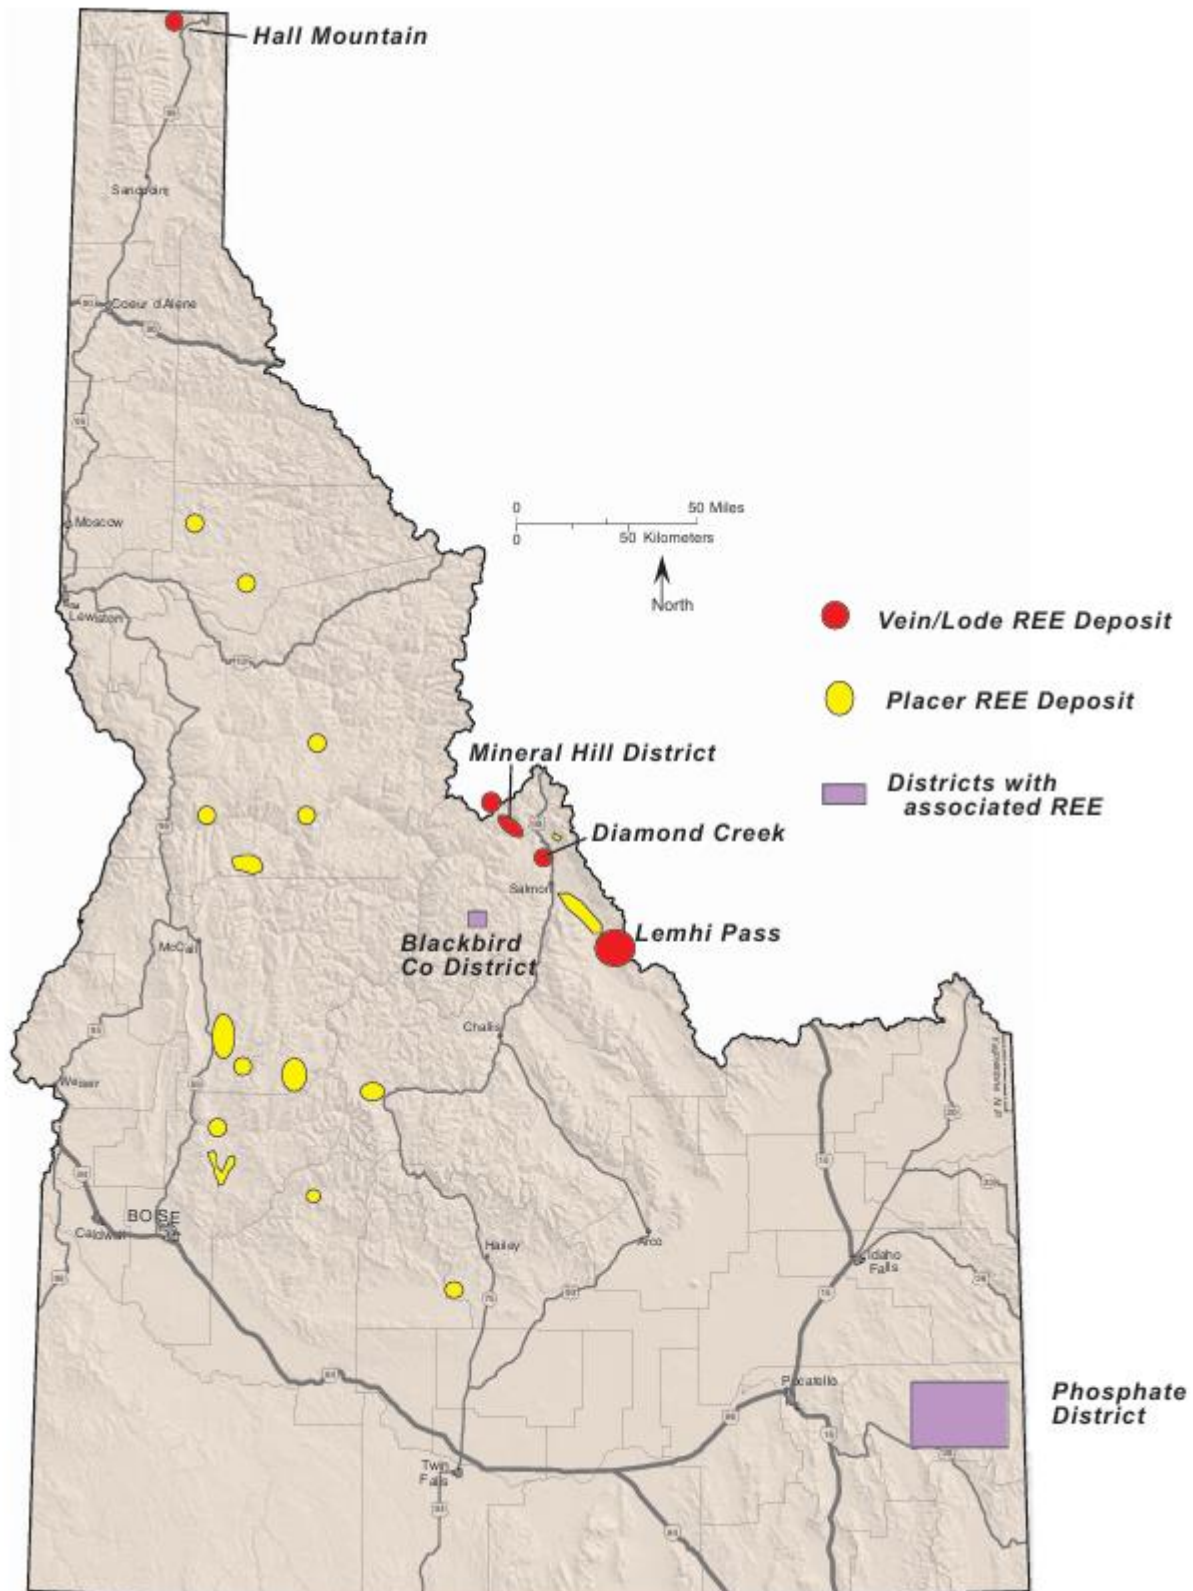 Hall Mountain
Sandpoint
Coeur d'Alene
Moscow
0 50 Miles
0 50 Kilometers
North
Lewiston
Vein/Lode REE Deposit
Placer REE Deposit
Mineral Hill District
Districts with
associated REE
Diamond Creek
Salmon
Lemhi Pass
Blackbird
Co District
McCall
Challis
Weiser
Yellowstone N P
BOISE
Caldwell
Hailey
Arco
Idaho
Falls
Pocatello
Phosphate
District
Twin
Falls